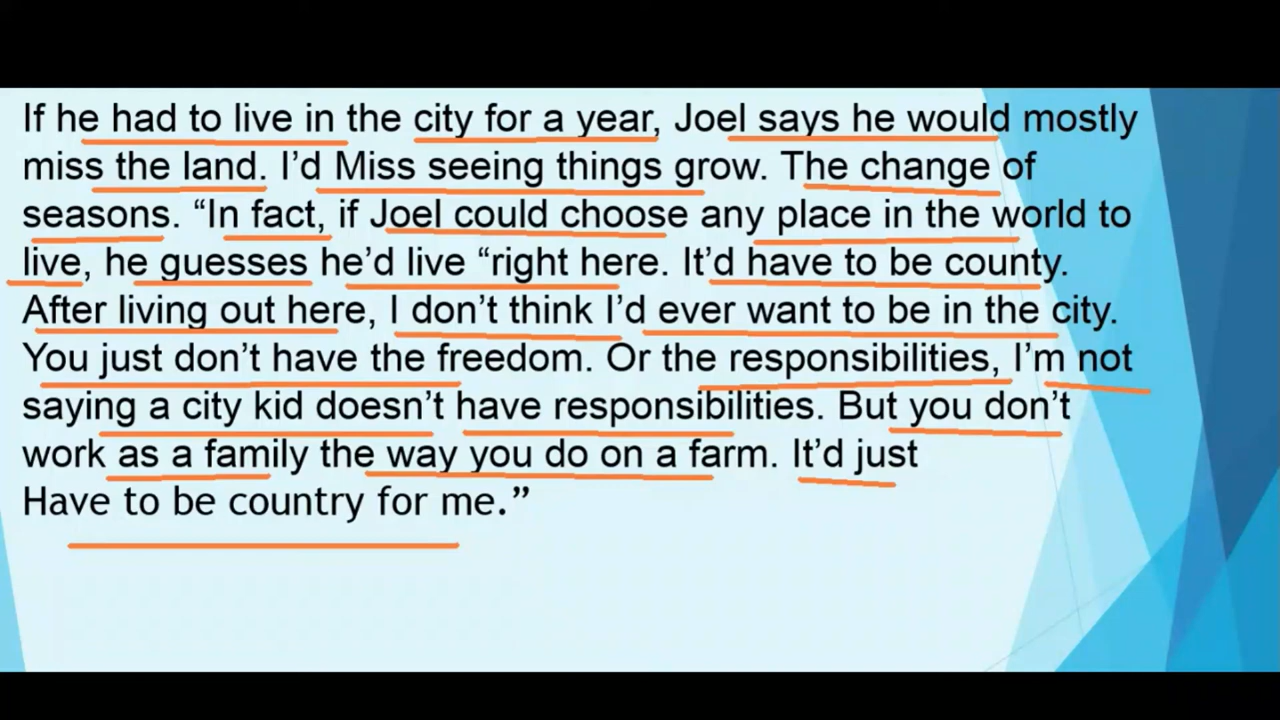 If he had to live in the city for a year, Joel says he would mostly
miss the land. I’d Miss seeing things grow. The change of
seasons. “In fact, if Joel could choose any place in the world to
live, he guesses he’d live “right here. It’d have to be county.
After living out here, I don’t think I’d ever want to be in the city.
You just don’t have the freedom. Or the responsibilities, I’m not
saying a city kid doesn’t have responsibilities. But you don’t
work as a family the way you do on a farm. It’d just
Have to be country for me.”